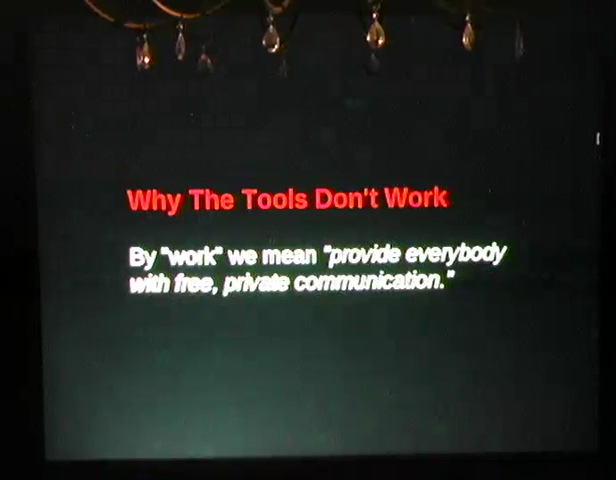 Why The Tools Don't Work
By "work" we mean "provide everybody
with free, private communication."